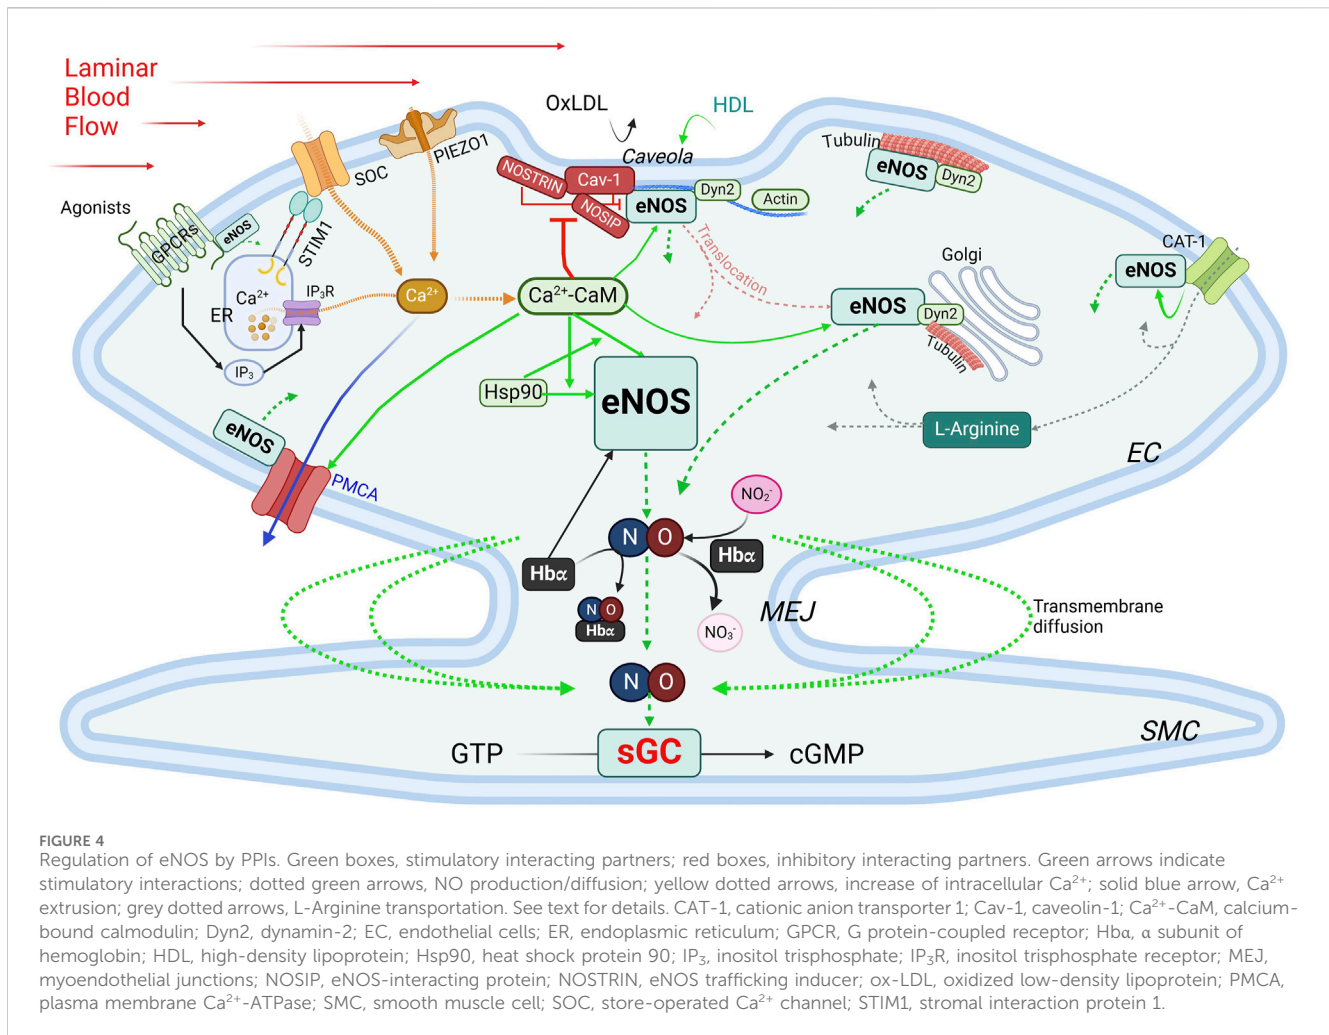 Laminar
Blood
Flow
OxLDL
HDL
Caveola
PIEZO1
SOC
NOSTRIN
Cav-1
NOSIP
eNOS
Dyn2
Actin
Tubulin
eNOS
Dyn2
Agonists
GPCRs
eNOS
STIM1
Translocation
CAT-1
eNOS
Golgi
Ca²⁺
ER
IP₃R
Ca²⁺
Ca²⁺-CaM
eNOS
Dyn2
Tubulin
IP₃
Hsp90
eNOS
L-Arginine
EC
eNOS
PMCA
NO₂⁻
N O
Hbα
Hbα
N O
Hbα
NO₃⁻
MEJ
Transmembrane
diffusion
N O
SMC
GTP
sGC
cGMP
FIGURE 4
Regulation of eNOS by PPIs. Green boxes, stimulatory interacting partners; red boxes, inhibitory interacting partners. Green arrows indicate
stimulatory interactions; dotted green arrows, NO production/diffusion; yellow dotted arrows, increase of intracellular Ca²⁺; solid blue arrow, Ca²⁺
extrusion; grey dotted arrows, L-Arginine transportation. See text for details. CAT-1, cationic anion transporter 1; Cav-1, caveolin-1; Ca²⁺-CaM, calcium-
bound calmodulin; Dyn2, dynamin-2; EC, endothelial cells; ER, endoplasmic reticulum; GPCR, G protein-coupled receptor; Hbα, α subunit of
hemoglobin; HDL, high-density lipoprotein; Hsp90, heat shock protein 90; IP₃, inositol trisphosphate; IP₃R, inositol trisphosphate receptor; MEJ,
myoendothelial junctions; NOSIP, eNOS-interacting protein; NOSTRIN, eNOS trafficking inducer; ox-LDL, oxidized low-density lipoprotein; PMCA,
plasma membrane Ca²⁺-ATPase; SMC, smooth muscle cell; SOC, store-operated Ca²⁺ channel; STIM1, stromal interaction protein 1.